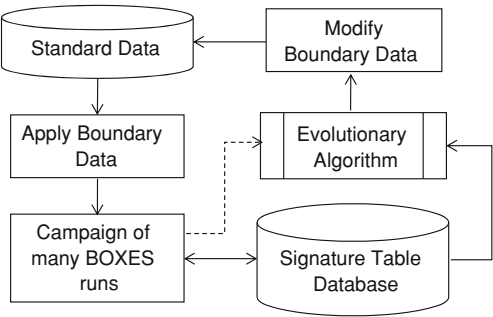 Standard Data
Modify
Boundary Data
Apply Boundary
Data
Evolutionary
Algorithm
Campaign of
many BOXES
runs
Signature Table
Database